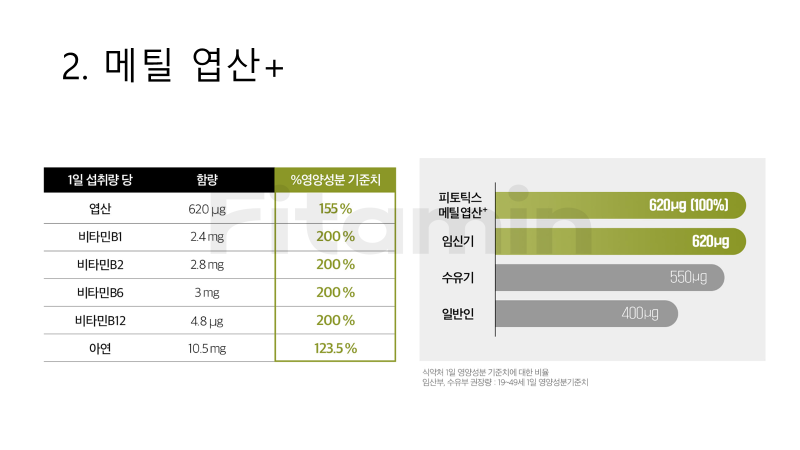 2. 메틸 엽산+
1일 섭취량 당 함량 %영양성분 기준치
엽산 620 µg 155 %
비타민B1 2.4 mg 200 %
비타민B2 2.8 mg 200 %
비타민B6 3 mg 200 %
비타민B12 4.8 µg 200 %
아연 10.5 mg 123.5 %
Fitamin
피토틱스
메틸엽산+ 620µg (100%)
임신기 620µg
수유기 550µg
일반인 400µg
식약처 1일 영양성분 기준치에 대한 비율
임산부, 수유부 권장량 : 19~49세 1일 영양성분기준치